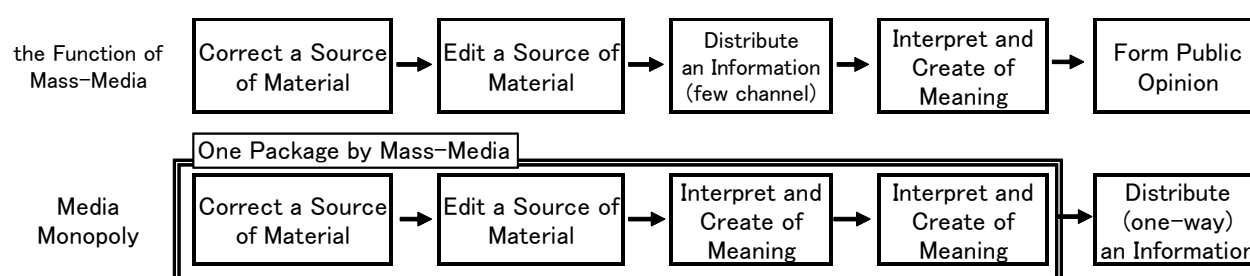 the Function of
Mass-Media
Correct a Source
of Material
Edit a Source of
Material
Distribute
an Information
(few channel)
Interpret and
Create of
Meaning
Form Public
Opinion
One Package by Mass-Media
Media
Monopoly
Correct a Source
of Material
Edit a Source of
Material
Interpret and
Create of
Meaning
Interpret and
Create of
Meaning
Distribute
(one-way)
an Information